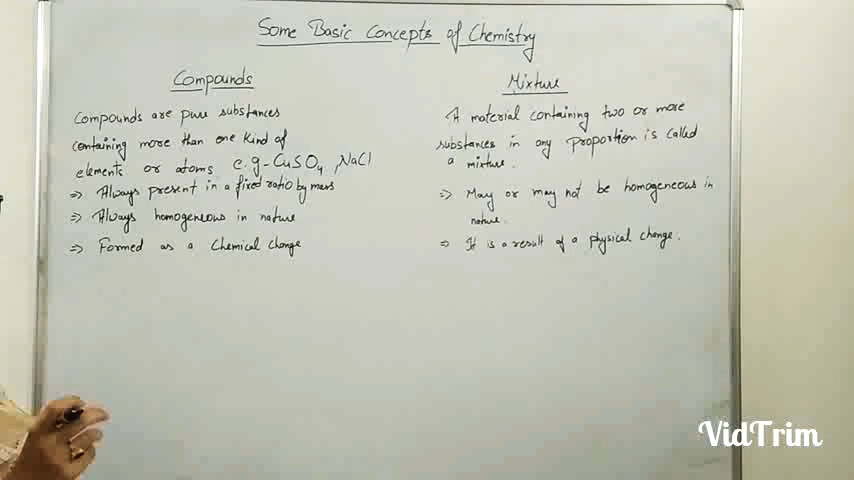 Some Basic Concepts of Chemistry
Compounds
Compounds are pure substances
containing more than one kind of
elements or atoms e.g - CuSO4, NaCl
⇒ Always present in a fixed ratio by mass
⇒ Always homogeneous in nature
⇒ Formed as a Chemical change
Mixture
A material containing two or more
substances in any proportion is called
a mixture.
⇒ May or may not be homogeneous in
nature.
⇒ It is a result of a physical change.
VidTrim